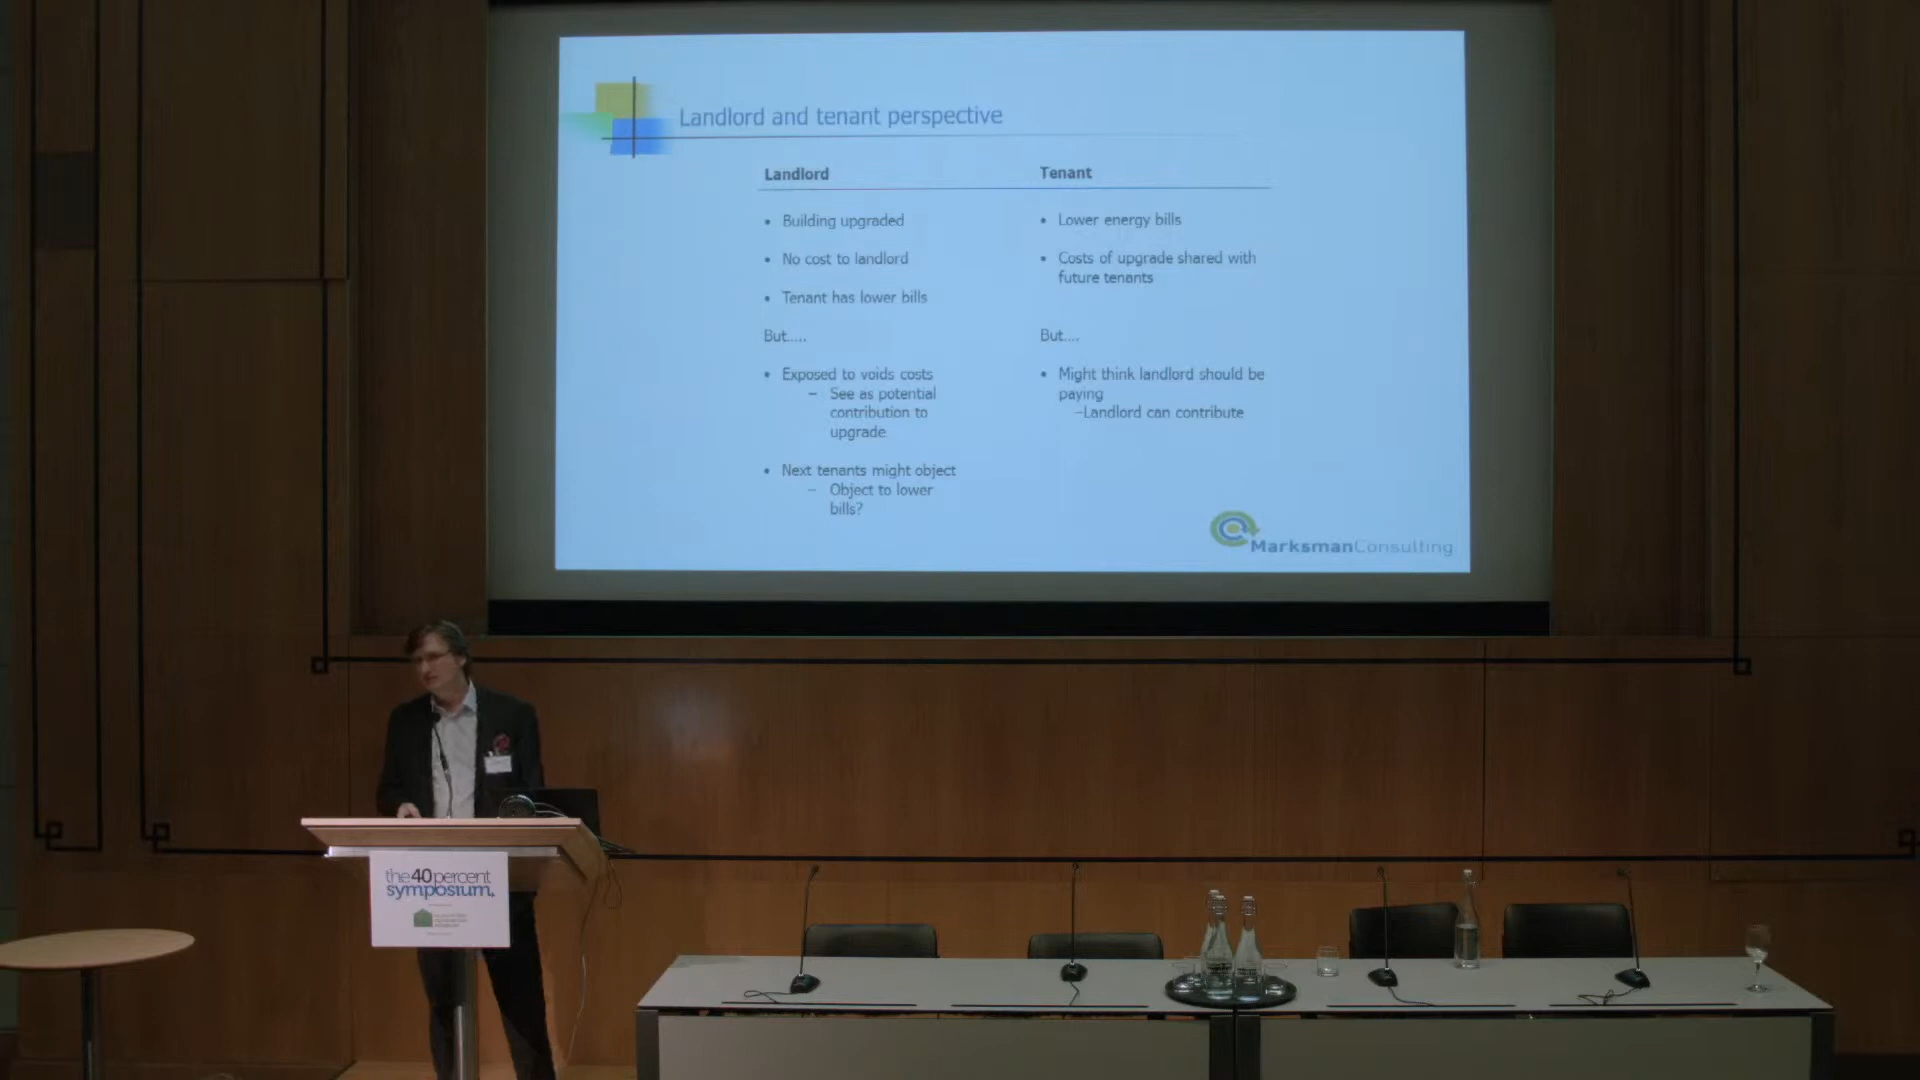 Landlord and tenant perspective
Landlord
• Building upgraded
• No cost to landlord
• Tenant has lower bills
But.....
• Exposed to voids costs
– See as potential
contribution to
upgrade
• Next tenants might object
– Object to lower
bills?
Tenant
• Lower energy bills
• Costs of upgrade shared with
future tenants
But....
• Might think landlord should be
paying
–Landlord can contribute
MarksmanConsulting
the40percent
symposium.